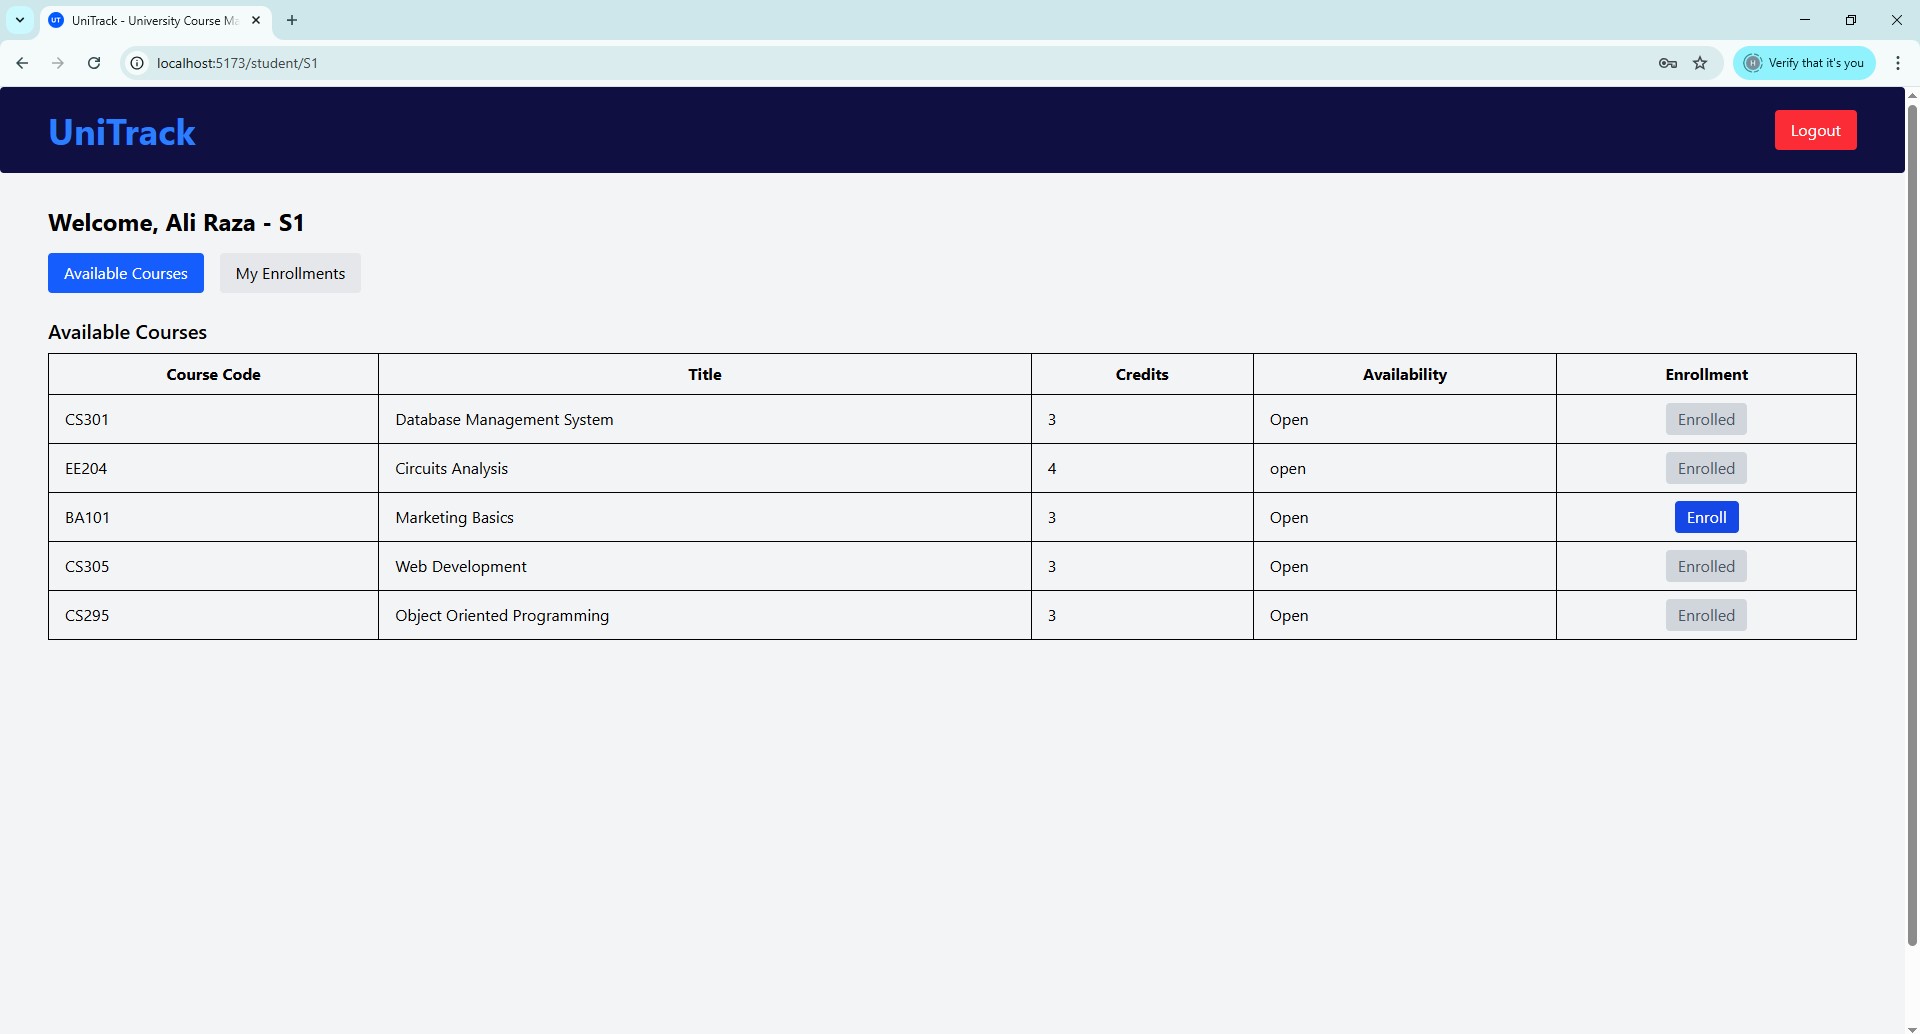 UT UniTrack - University Course Ma
localhost:5173/student/S1
H Verify that it's you
UniTrack
Logout
Welcome, Ali Raza - S1
Available Courses My Enrollments
Available Courses
Course Code Title Credits Availability Enrollment
CS301 Database Management System 3 Open Enrolled
EE204 Circuits Analysis 4 open Enrolled
BA101 Marketing Basics 3 Open Enroll
CS305 Web Development 3 Open Enrolled
CS295 Object Oriented Programming 3 Open Enrolled